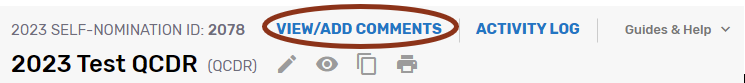 2023 SELF-NOMINATION ID: 2078 VIEW/ADD COMMENTS ACTIVITY LOG Guides & Help
2023 Test QCDR (QCDR)